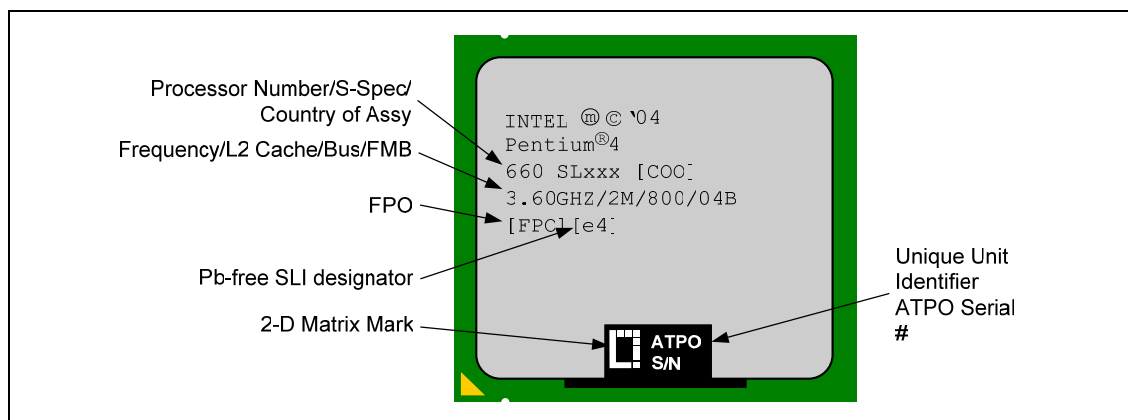 Processor Number/S-Spec/
Country of Assy
Frequency/L2 Cache/Bus/FMB
FPO
Pb-free SLI designator
2-D Matrix Mark
INTEL ⓜ © '04
Pentium®4
660 SLxxx [COO]
3.60GHZ/2M/800/04B
[FPO][e4]
ATPO
S/N
Unique Unit
Identifier
ATPO Serial
#